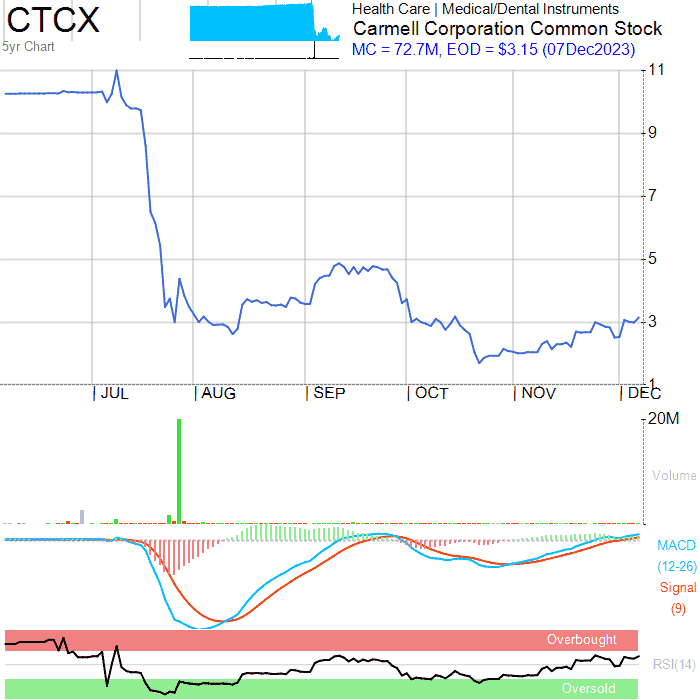 CTCX
5yr Chart
Health Care | Medical/Dental Instruments
Carmell Corporation Common Stock
MC = 72.7M, EOD = $3.15 (07Dec2023)
11
9
7
5
3
1
JUL AUG SEP OCT NOV DEC
20M
Volume
MACD
(12-26)
Signal
(9)
Overbought
RSI(14)
Oversold